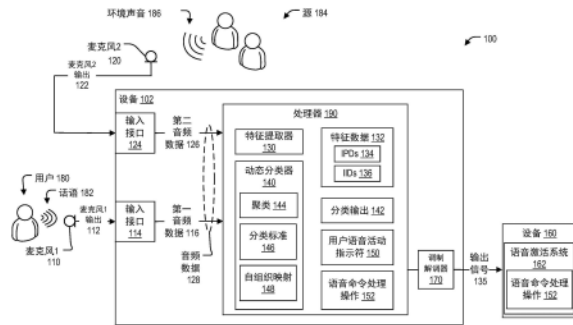 环境声音 186
源 184
100
麦克风2
120
麦克风2
输出
122
设备 102
输入
接口
124
第二
音频
数据 126
处理器 190
特征提取器
130
特征数据 132
IPDs 134
IIDs 136
动态分类器
140
聚类 144
分类标准
146
自组织映射
148
分类输出 142
用户语音活动
指示符 150
语音命令处理
操作 152
用户 180
话语 182
麦克风1
输出
112
麦克风1
110
输入
接口
114
第一
音频
数据 116
音频
数据
128
调制
解调器
170
输出
信号
135
设备 160
语音激活系统
162
语音命令处理
操作 152